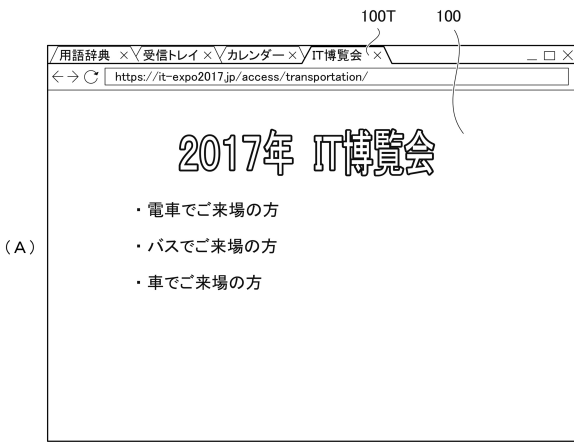 100T 100
用語辞典 × 受信トレイ × カレンダー × IT博覧会 ×
https://it-expo2017.jp/access/transportation/
2017年 IT博覧会
・電車でご来場の方
(A) ・バスでご来場の方
・車でご来場の方